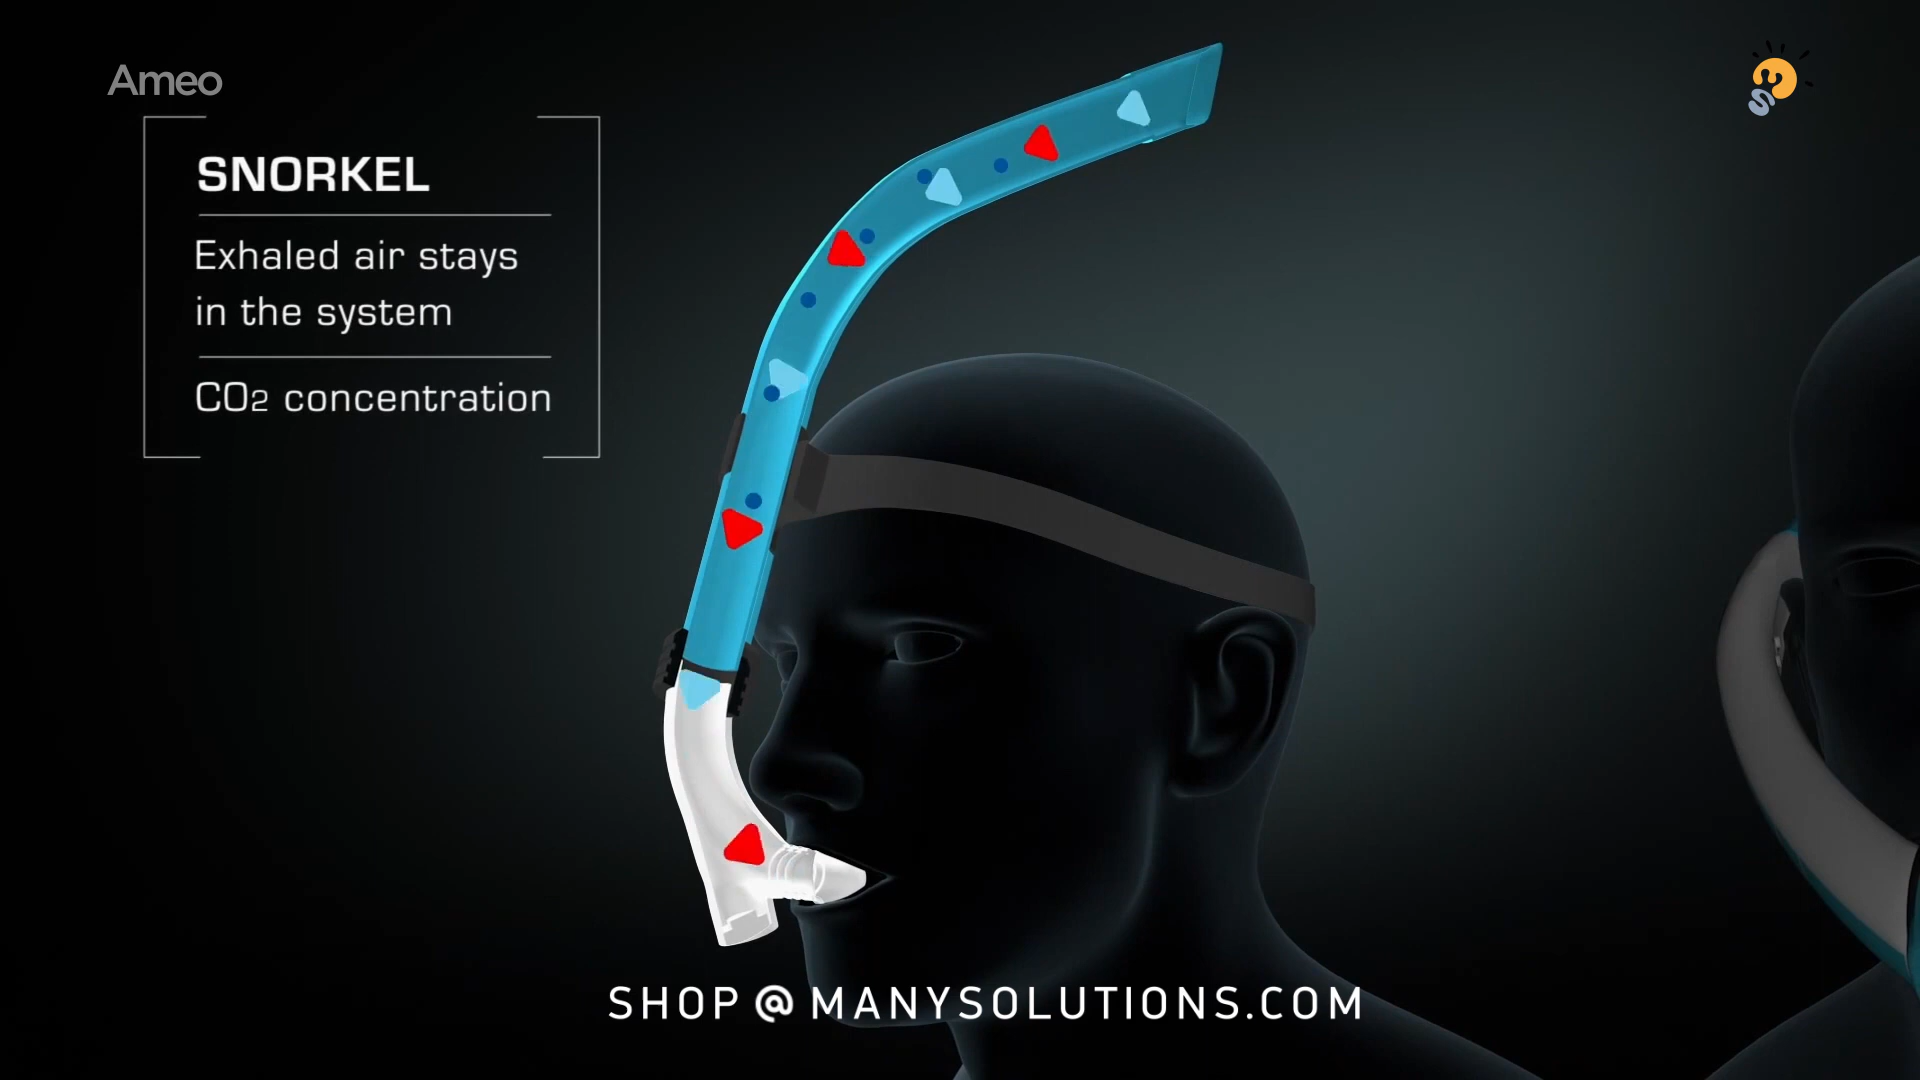 Ameo
SNORKEL
Exhaled air stays
in the system
CO2 concentration
SHOP @ MANYSOLUTIONS.COM